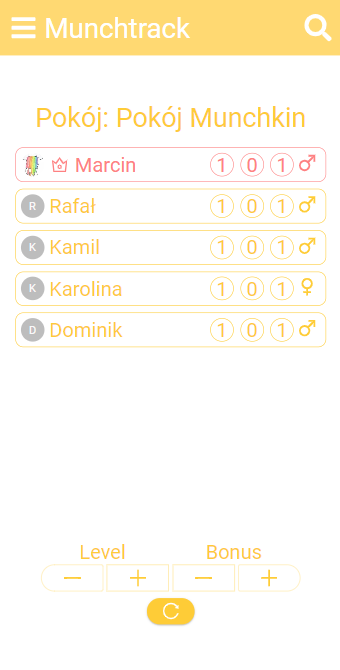 Munchtrack
Pokój: Pokój Munchkin
Marcin 1 0 1
R Rafał 1 0 1
K Kamil 1 0 1
K Karolina 1 0 1
D Dominik 1 0 1
Level Bonus